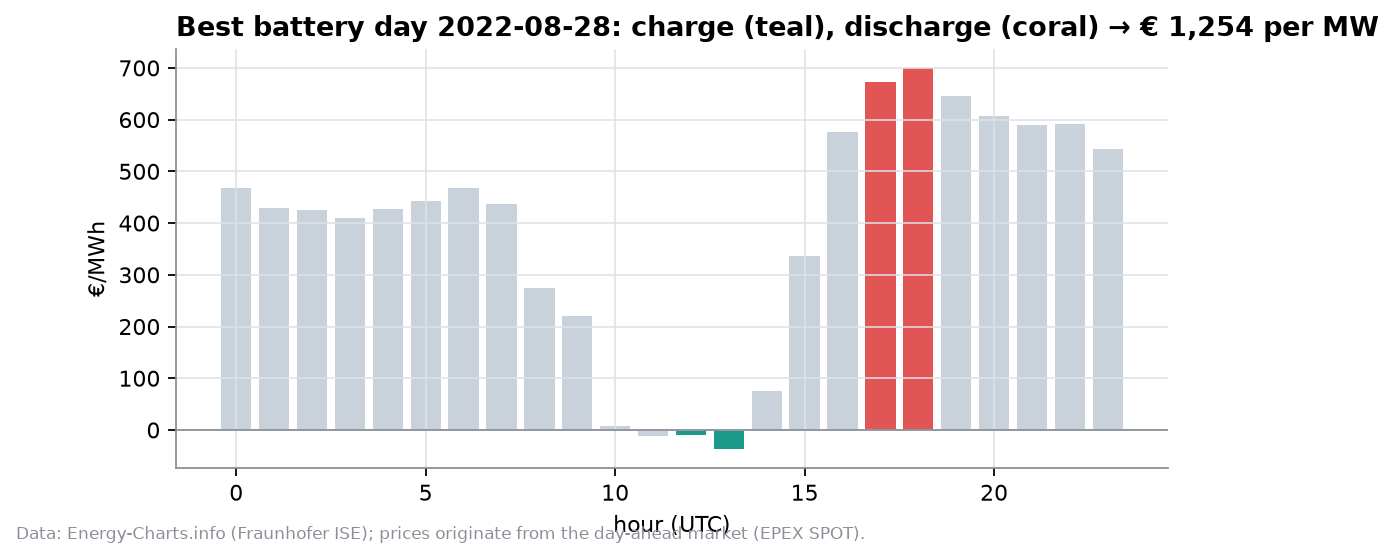 Best battery day 2022-08-28: charge (teal), discharge (coral) → € 1,254 per MW
700
600
500
400
300
200
100
0
€/MWh
0 5 10 15 20
hour (UTC)
Data: Energy-Charts.info (Fraunhofer ISE); prices originate from the day-ahead market (EPEX SPOT).